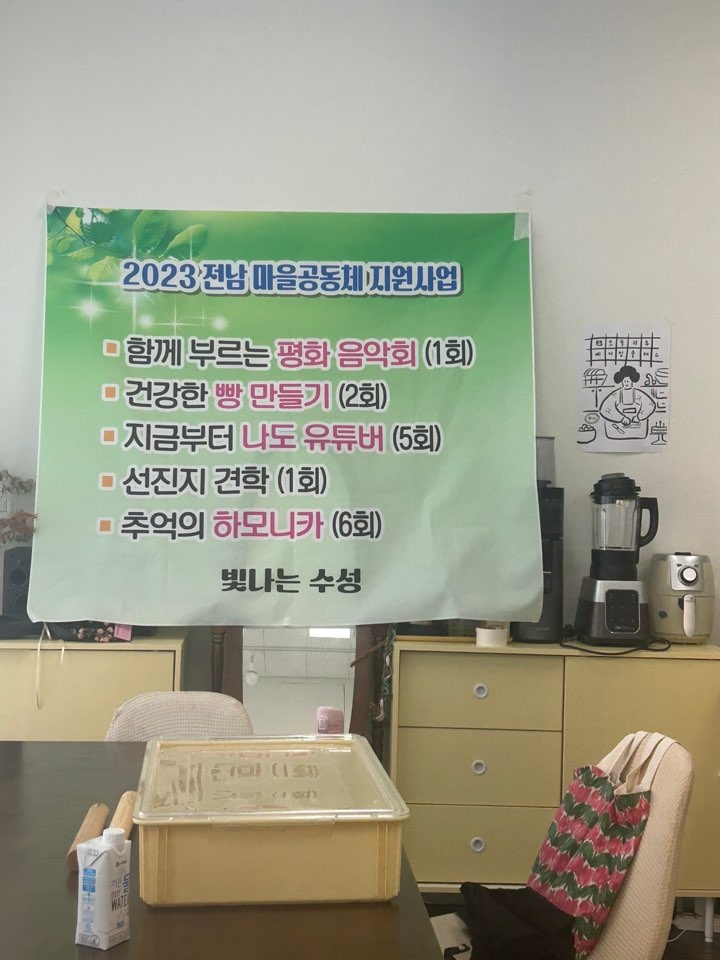 2023 전남 마을공동체 지원사업
함께 부르는 평화 음악회 (1회)
건강한 빵 만들기 (2회)
지금부터 나도 유튜버 (5회)
선진지 견학 (1회)
추억의 하모니카 (6회)
빛나는 수성
WATER